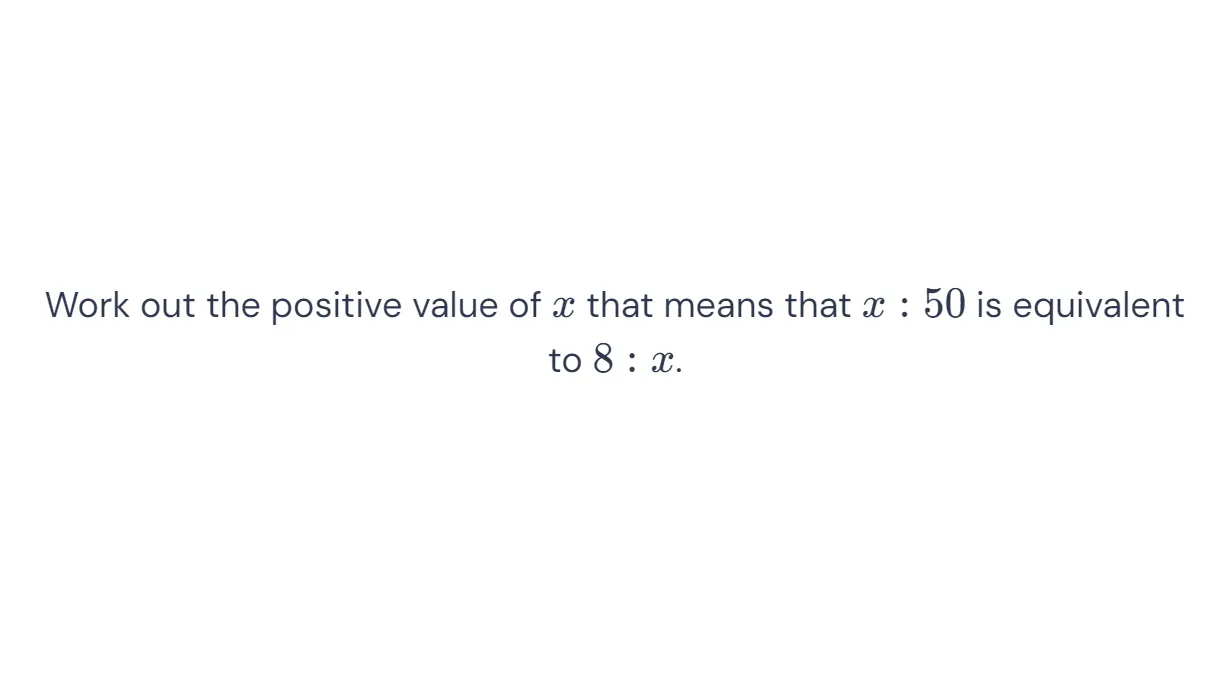 Work out the positive value of x that means that x : 50 is equivalent
to 8 : x.